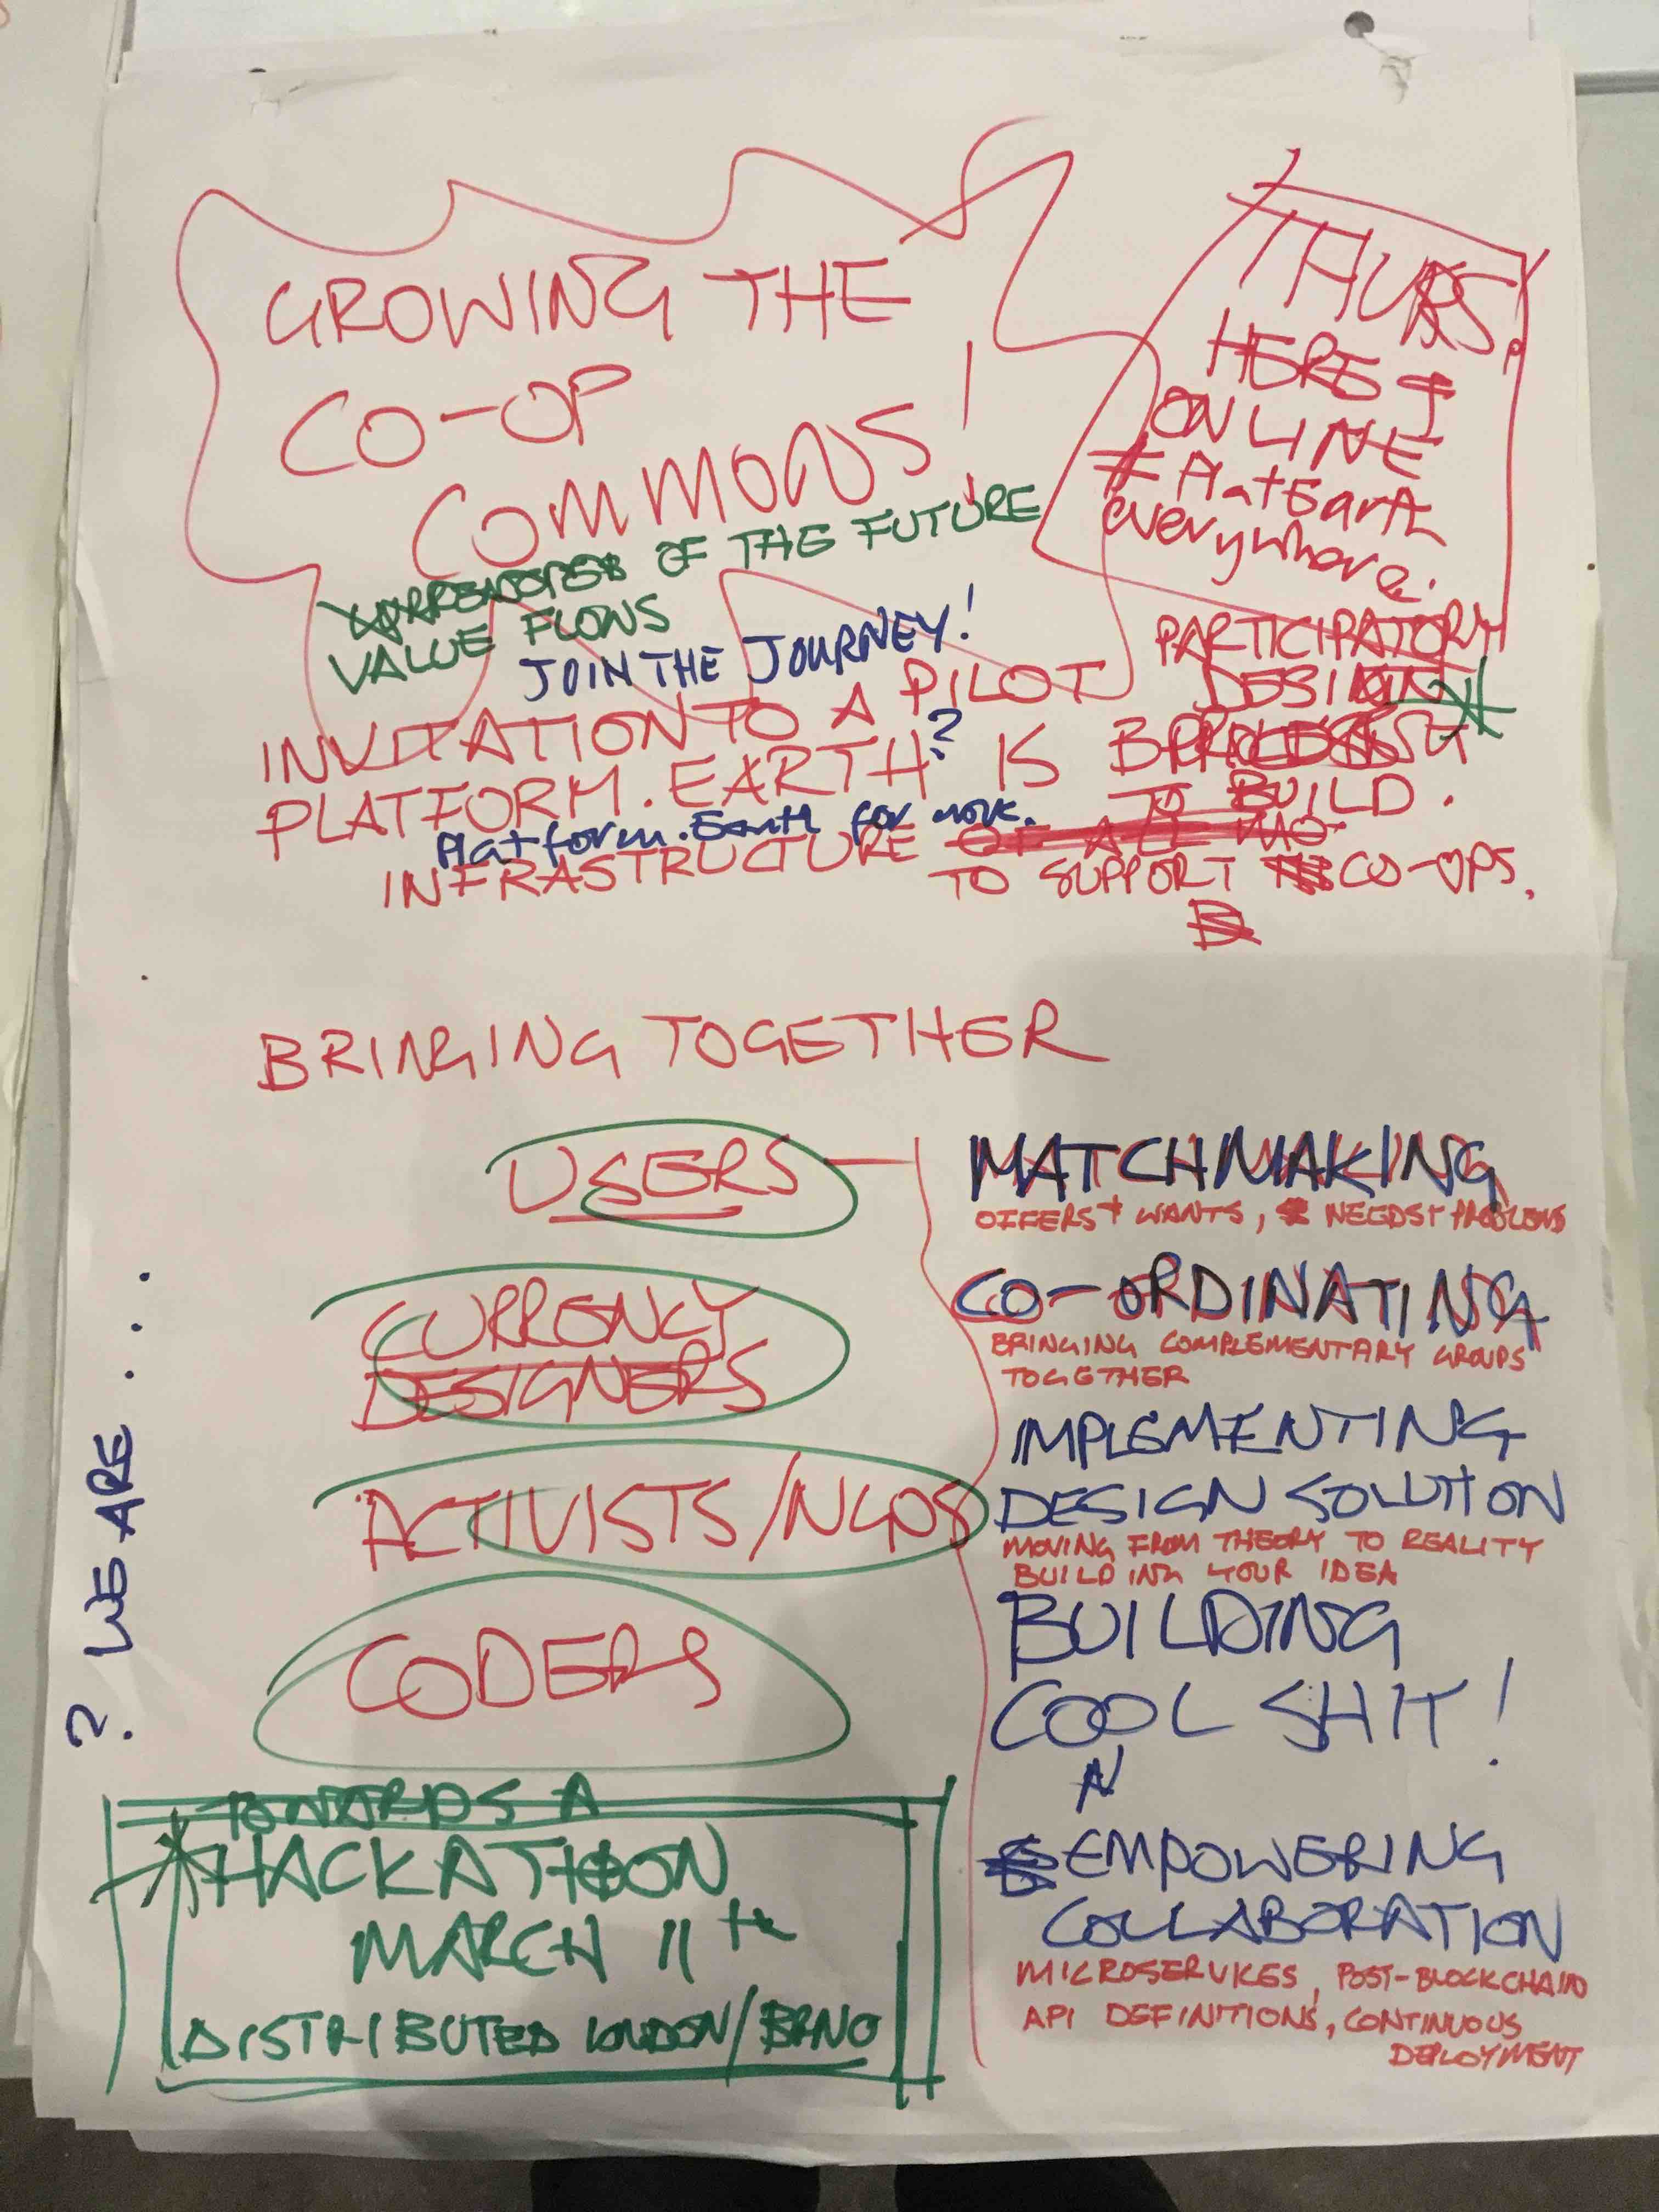 GROWING THE
CO-OP
COMMONS!
OF THE FUTURE
VALUE FLOWS
JOIN THE JOURNEY!
THURS.
HERE +
ONLINE
# PlatEarth
everywhere.
INVITATION TO A PILOT
PARTICIPATORY
DESIGN
PLATFORM.EARTH? IS
TO BUILD.
Platform.Earth for more.
INFRASTRUCTURE
TO SUPPORT CO-OPS.
BRINGING TOGETHER
USERS
CURRENCY
DESIGNERS
ACTIVISTS/NGOS
CODERS
? WE ARE ....
MATCHMAKING
OFFERS + WANTS, NEEDS + PROBLEMS
CO-ORDINATING
BRINGING COMPLEMENTARY GROUPS
TOGETHER
IMPLEMENTING
DESIGN SOLUTION
MOVING FROM THEORY TO REALITY
BUILDING YOUR IDEA
BUILDING
COOL SHIT!
N
EMPOWERING
COLLABORATION
MICROSERVICES, POST-BLOCKCHAIN
API DEFINITIONS, CONTINUOUS
DEPLOYMENT
TOWARDS A
HACKATHON
MARCH 11th
DISTRIBUTED LONDON/BRNO